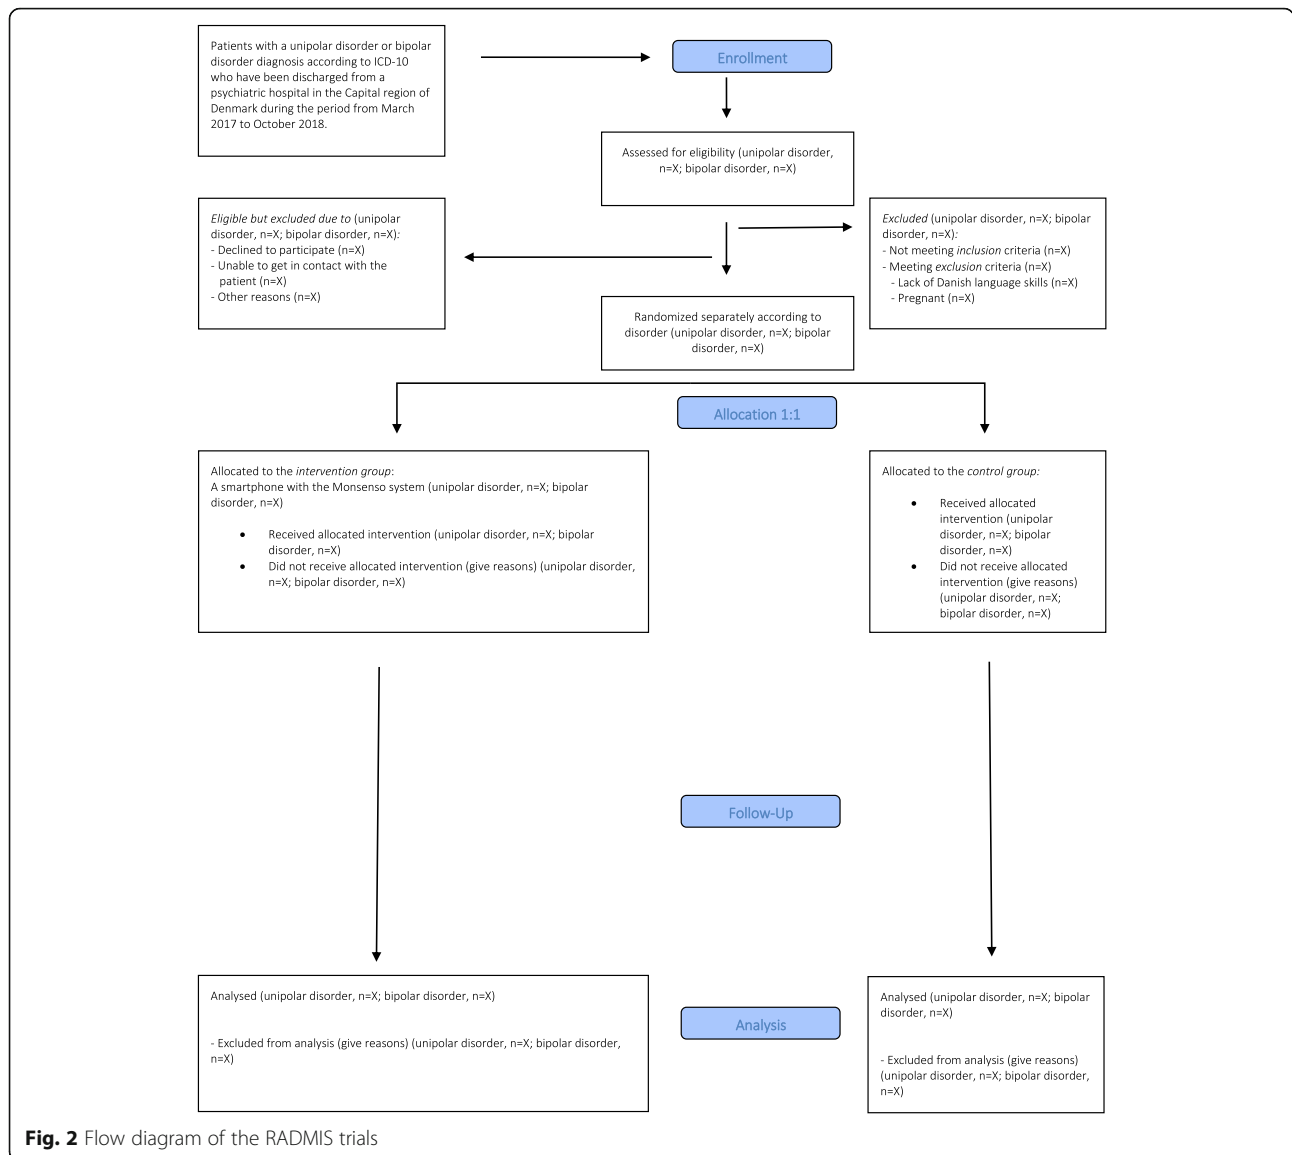 Patients with a unipolar disorder or bipolar
disorder diagnosis according to ICD-10
who have been discharged from a
psychiatric hospital in the Capital region of
Denmark during the period from March
2017 to October 2018.
Enrollment
Assessed for eligibility (unipolar disorder,
n=X; bipolar disorder, n=X)
Eligible but excluded due to (unipolar
disorder, n=X; bipolar disorder, n=X):
- Declined to participate (n=X)
- Unable to get in contact with the
patient (n=X)
- Other reasons (n=X)
Excluded (unipolar disorder, n=X; bipolar
disorder, n=X):
- Not meeting inclusion criteria (n=X)
- Meeting exclusion criteria (n=X)
- Lack of Danish language skills (n=X)
- Pregnant (n=X)
Randomized separately according to
disorder (unipolar disorder, n=X; bipolar
disorder, n=X)
Allocation 1:1
Allocated to the intervention group:
A smartphone with the Monsenso system (unipolar disorder, n=X; bipolar
disorder, n=X)
• Received allocated intervention (unipolar disorder, n=X; bipolar
disorder, n=X)
• Did not receive allocated intervention (give reasons) (unipolar disorder,
n=X; bipolar disorder, n=X)
Allocated to the control group:
• Received allocated
intervention (unipolar
disorder, n=X; bipolar
disorder, n=X)
• Did not receive allocated
intervention (give reasons)
(unipolar disorder, n=X;
bipolar disorder, n=X)
Follow-Up
Analysed (unipolar disorder, n=X; bipolar disorder, n=X)
- Excluded from analysis (give reasons) (unipolar disorder, n=X; bipolar disorder,
n=X)
Analysis
Analysed (unipolar disorder, n=X; bipolar
disorder, n=X)
- Excluded from analysis (give reasons)
(unipolar disorder, n=X; bipolar disorder,
n=X)
Fig. 2 Flow diagram of the RADMIS trials